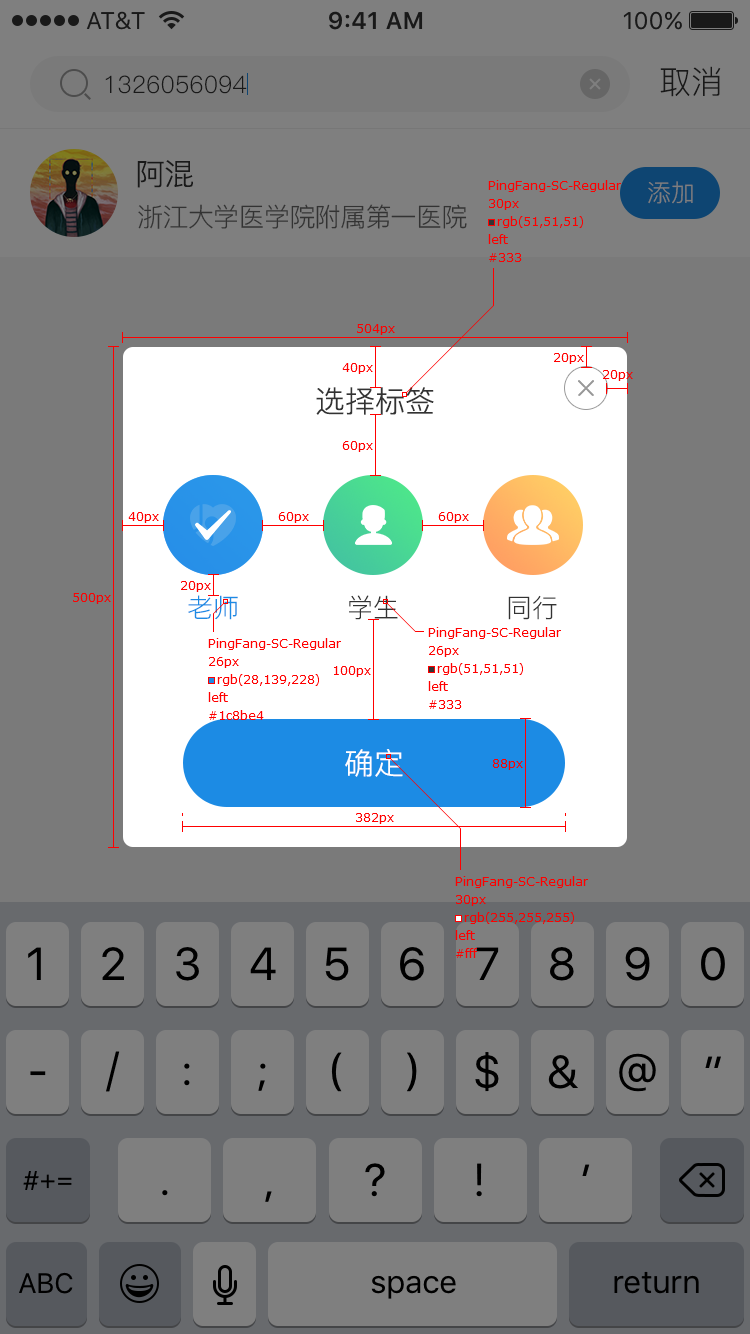 AT&T 9:41 AM 100%
1326056094 取消
阿混
浙江大学医学院附属第一医院
添加
PingFang-SC-Regular
30px
rgb(51,51,51)
left
#333
504px
40px
20px
20px
选择标签
60px
40px
60px
60px
500px
20px
老师 学生 同行
PingFang-SC-Regular
26px
rgb(28,139,228)
left
#1c8be4
100px
PingFang-SC-Regular
26px
rgb(51,51,51)
left
#333
确定
88px
382px
PingFang-SC-Regular
30px
rgb(255,255,255)
left
#fff
1 2 3 4 5 6 7 8 9 0
- / : ; ( ) $ & @ "
#+= . , ? ! '
ABC space return